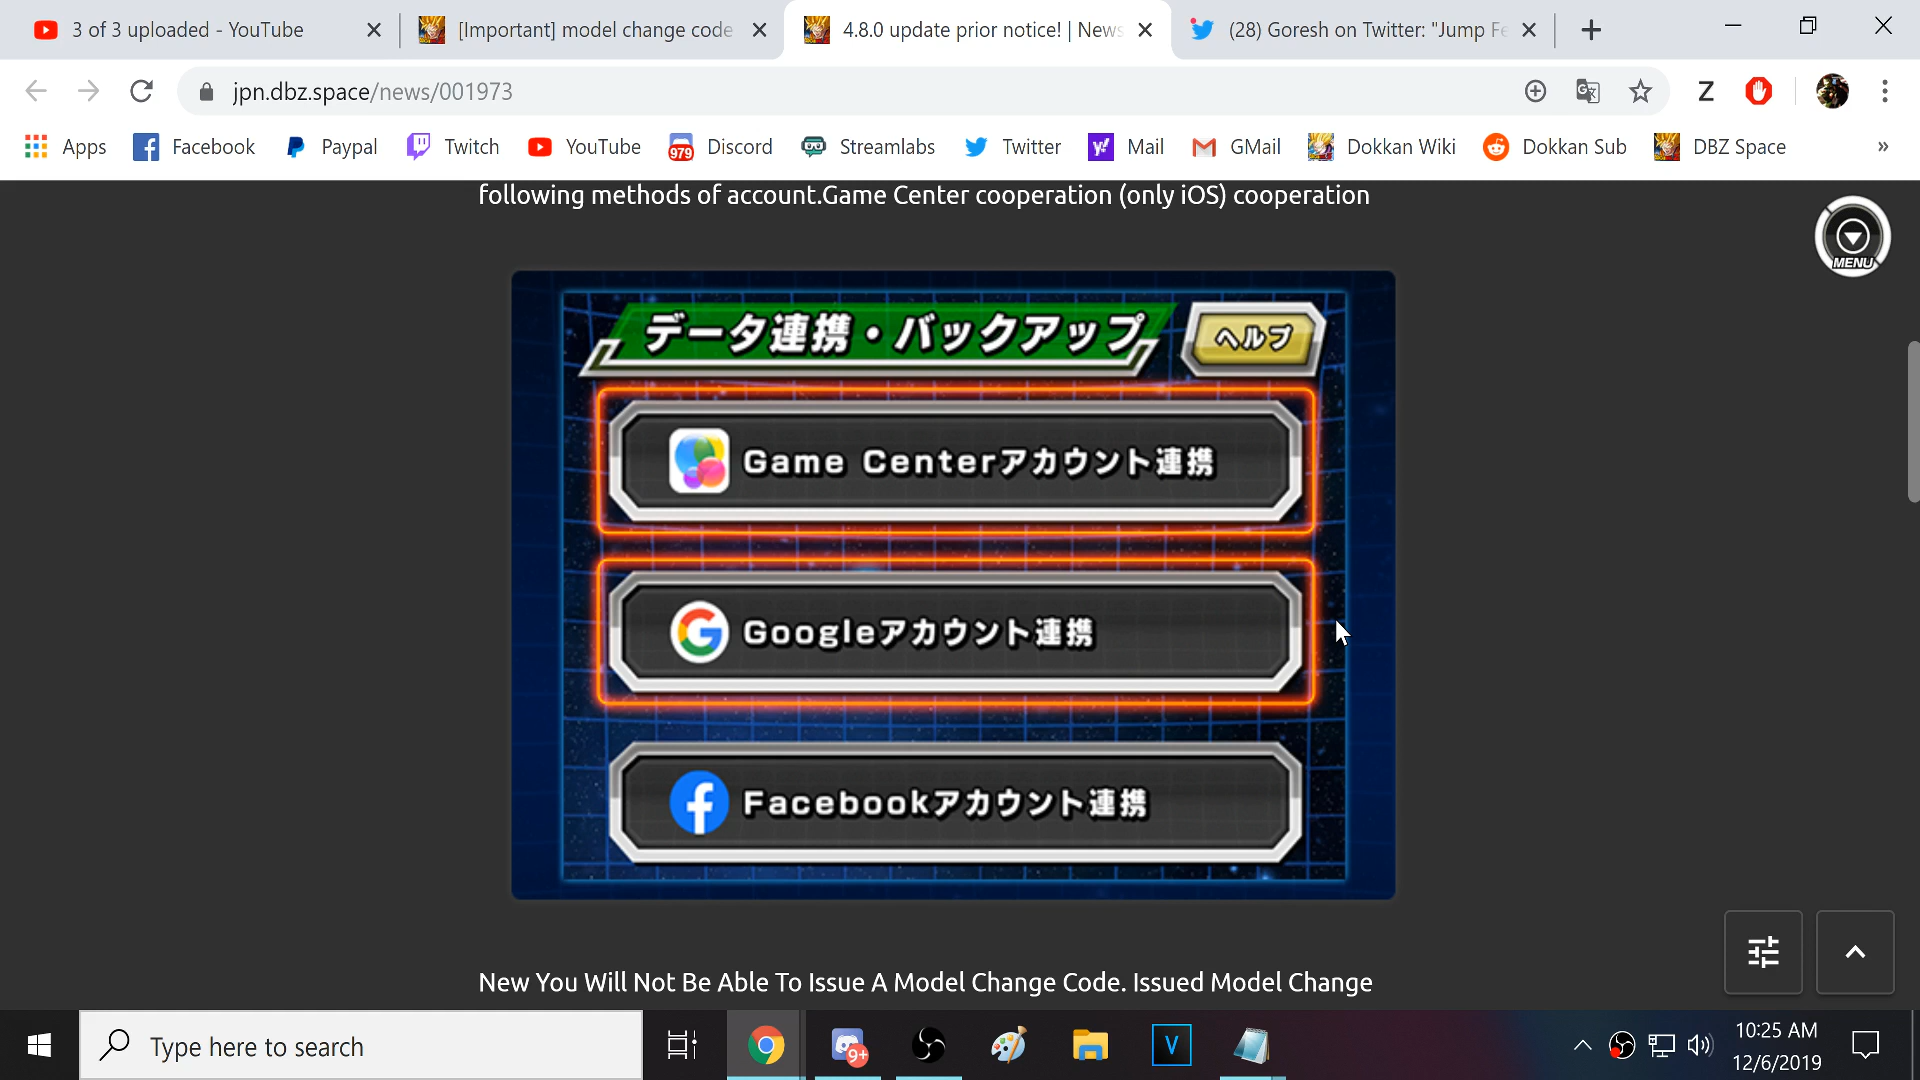 3 of 3 uploaded - YouTube
[Important] model change code
4.8.0 update prior notice! | News
(28) Goresh on Twitter: "Jump Fe
jpn.dbz.space/news/001973
Z
Apps
Facebook
Paypal
Twitch
YouTube
979
Discord
Streamlabs
Twitter
Mail
GMail
Dokkan Wiki
Dokkan Sub
DBZ Space
»
following methods of account.Game Center cooperation (only iOS) cooperation
MENU
データ連携・バックアップ
ヘルプ
Game Centerアカウント連携
Googleアカウント連携
Facebookアカウント連携
New You Will Not Be Able To Issue A Model Change Code. Issued Model Change
Type here to search
9+
V
10:25 AM
12/6/2019